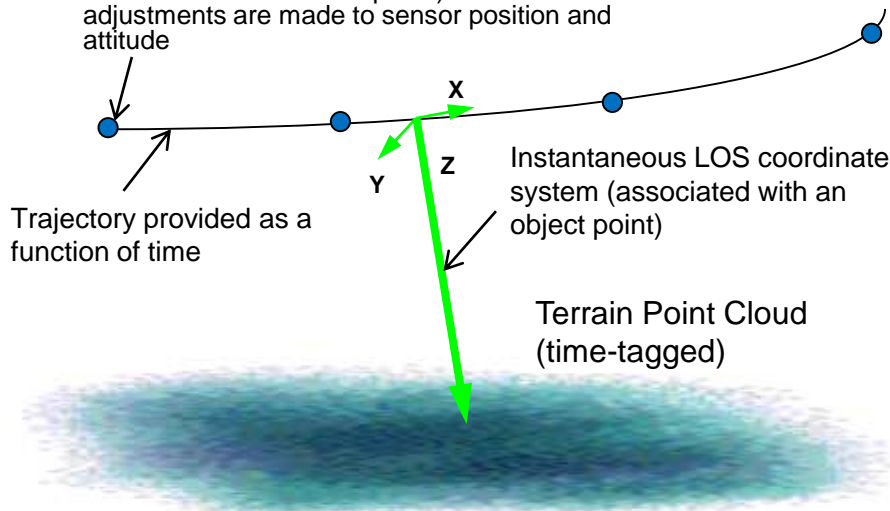 adjustments are made to sensor position and
attitude
X
Y
Z
Instantaneous LOS coordinate
system (associated with an
object point)
Trajectory provided as a
function of time
Terrain Point Cloud
(time-tagged)